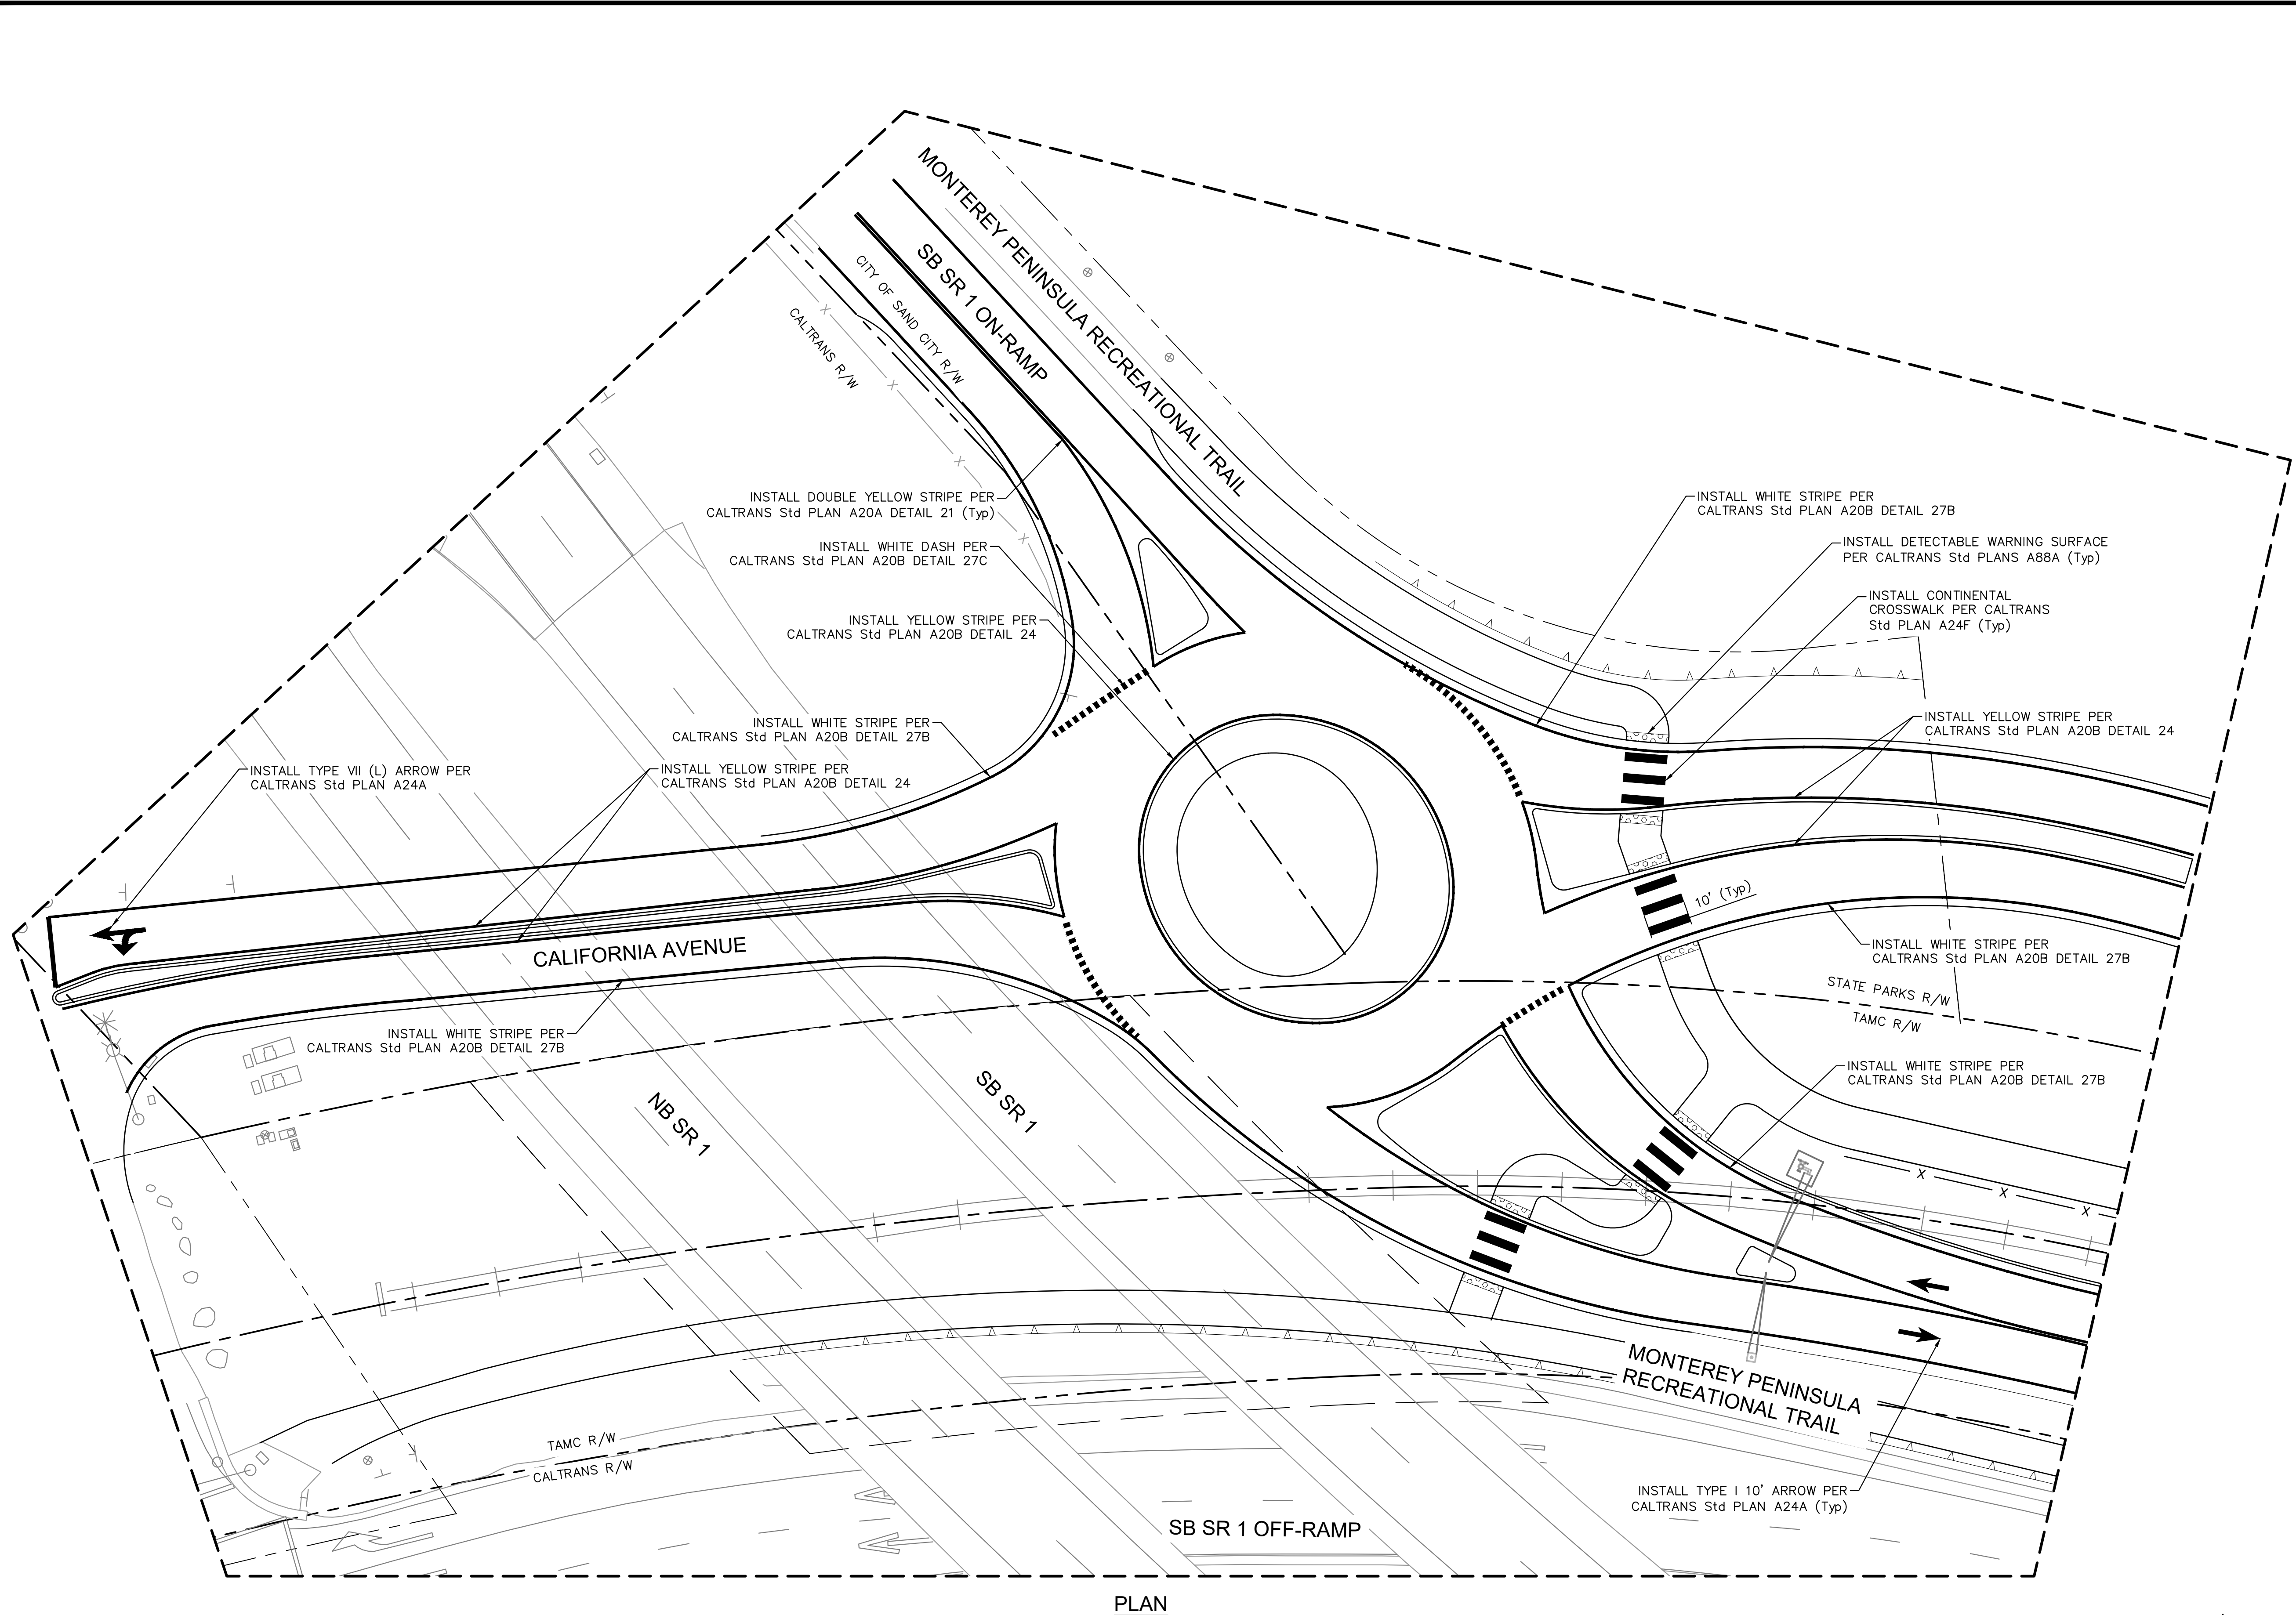 MONTEREY PENINSULA RECREATIONAL TRAIL
SB SR 1 ON-RAMP
CITY OF SAND CITY R/W
CALTRANS R/W
INSTALL DOUBLE YELLOW STRIPE PER
CALTRANS Std PLAN A20A DETAIL 21 (Typ)
INSTALL WHITE DASH PER
CALTRANS Std PLAN A20B DETAIL 27C
INSTALL YELLOW STRIPE PER
CALTRANS Std PLAN A20B DETAIL 24
INSTALL WHITE STRIPE PER
CALTRANS Std PLAN A20B DETAIL 27B
INSTALL YELLOW STRIPE PER
CALTRANS Std PLAN A20B DETAIL 24
INSTALL TYPE VII (L) ARROW PER
CALTRANS Std PLAN A24A
INSTALL WHITE STRIPE PER
CALTRANS Std PLAN A20B DETAIL 27B
INSTALL DETECTABLE WARNING SURFACE
PER CALTRANS Std PLANS A88A (Typ)
INSTALL CONTINENTAL
CROSSWALK PER CALTRANS
Std PLAN A24F (Typ)
INSTALL YELLOW STRIPE PER
CALTRANS Std PLAN A20B DETAIL 24
10' (Typ)
INSTALL WHITE STRIPE PER
CALTRANS Std PLAN A20B DETAIL 27B
STATE PARKS R/W
TAMC R/W
INSTALL WHITE STRIPE PER
CALTRANS Std PLAN A20B DETAIL 27B
CALIFORNIA AVENUE
INSTALL WHITE STRIPE PER
CALTRANS Std PLAN A20B DETAIL 27B
NB SR 1
SB SR 1
X
X
X
X
X
X
X
MONTEREY PENINSULA
RECREATIONAL TRAIL
TAMC R/W
CALTRANS R/W
INSTALL TYPE I 10' ARROW PER
CALTRANS Std PLAN A24A (Typ)
SB SR 1 OFF-RAMP
PLAN